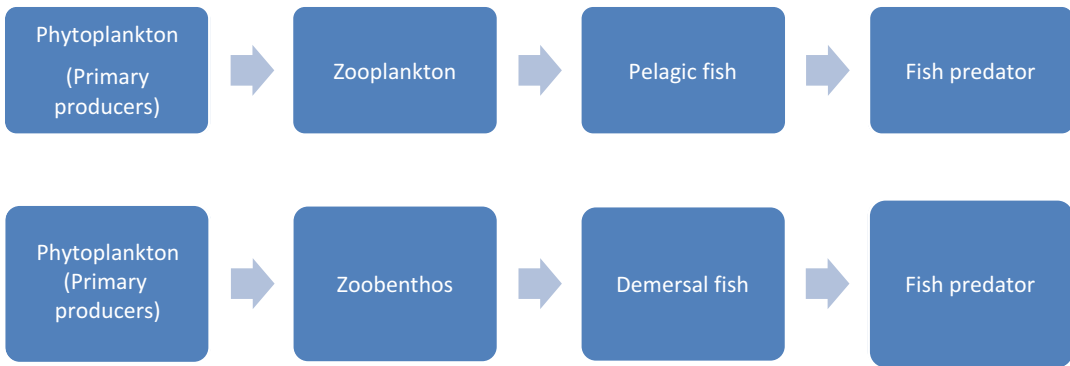 Phytoplankton
(Primary
producers)
Zooplankton
Pelagic fish
Fish predator
Phytoplankton
(Primary
producers)
Zoobenthos
Demersal fish
Fish predator